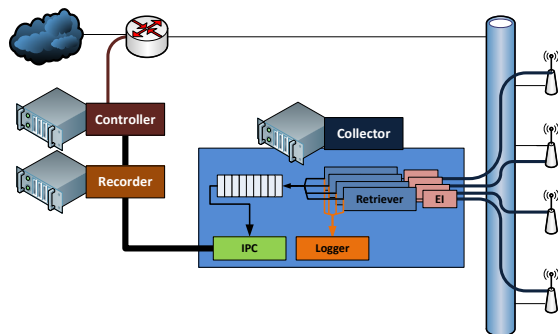 Controller
Collector
Recorder
Retriever
EI
IPC
Logger